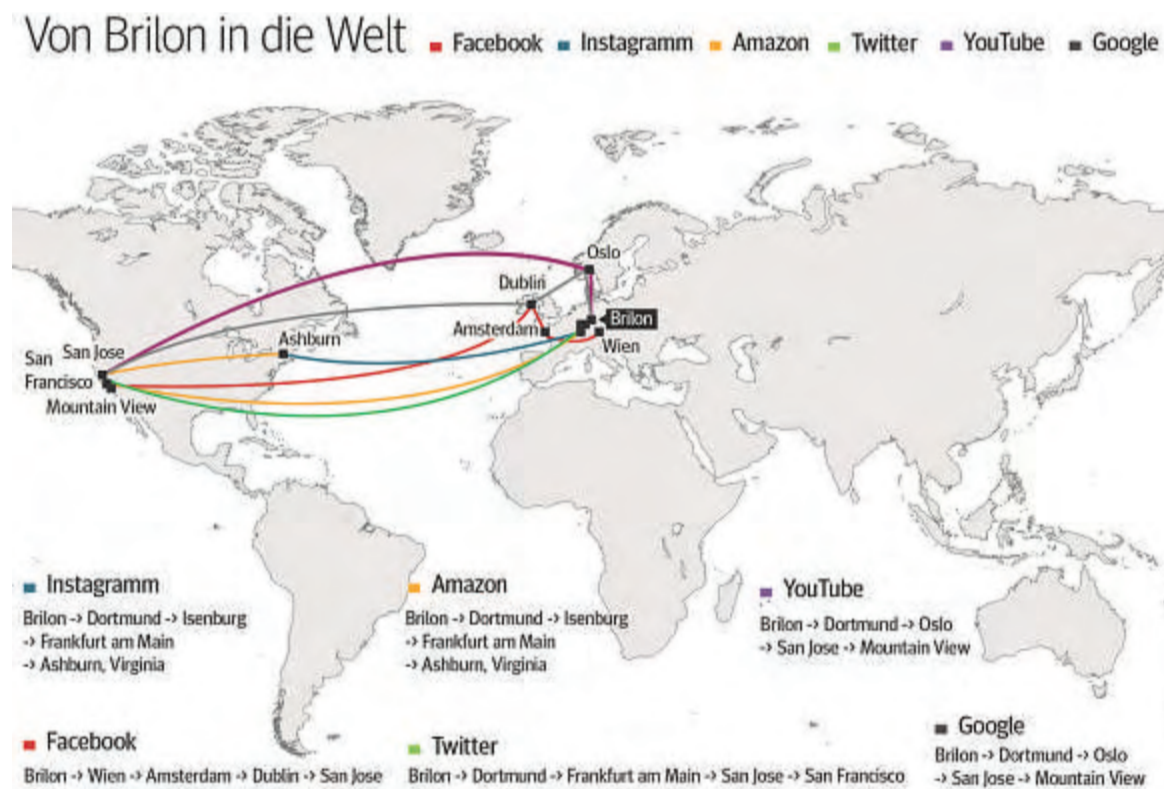 Von Brilon in die Welt
Facebook Instagramm Amazon Twitter YouTube Google
Oslo
Dublin
Brilon
Amsterdam
Wien
Ashburn
San Jose
San Francisco
Mountain View
Instagramm
Brilon -> Dortmund -> Isenburg
-> Frankfurt am Main
-> Ashburn, Virginia
Amazon
Brilon -> Dortmund -> Isenburg
-> Frankfurt am Main
-> Ashburn, Virginia
YouTube
Brilon -> Dortmund -> Oslo
-> San Jose -> Mountain View
Facebook
Brilon -> Wien -> Amsterdam -> Dublin -> San Jose
Twitter
Brilon -> Dortmund -> Frankfurt am Main -> San Jose -> San Francisco
Google
Brilon -> Dortmund -> Oslo
-> San Jose -> Mountain View